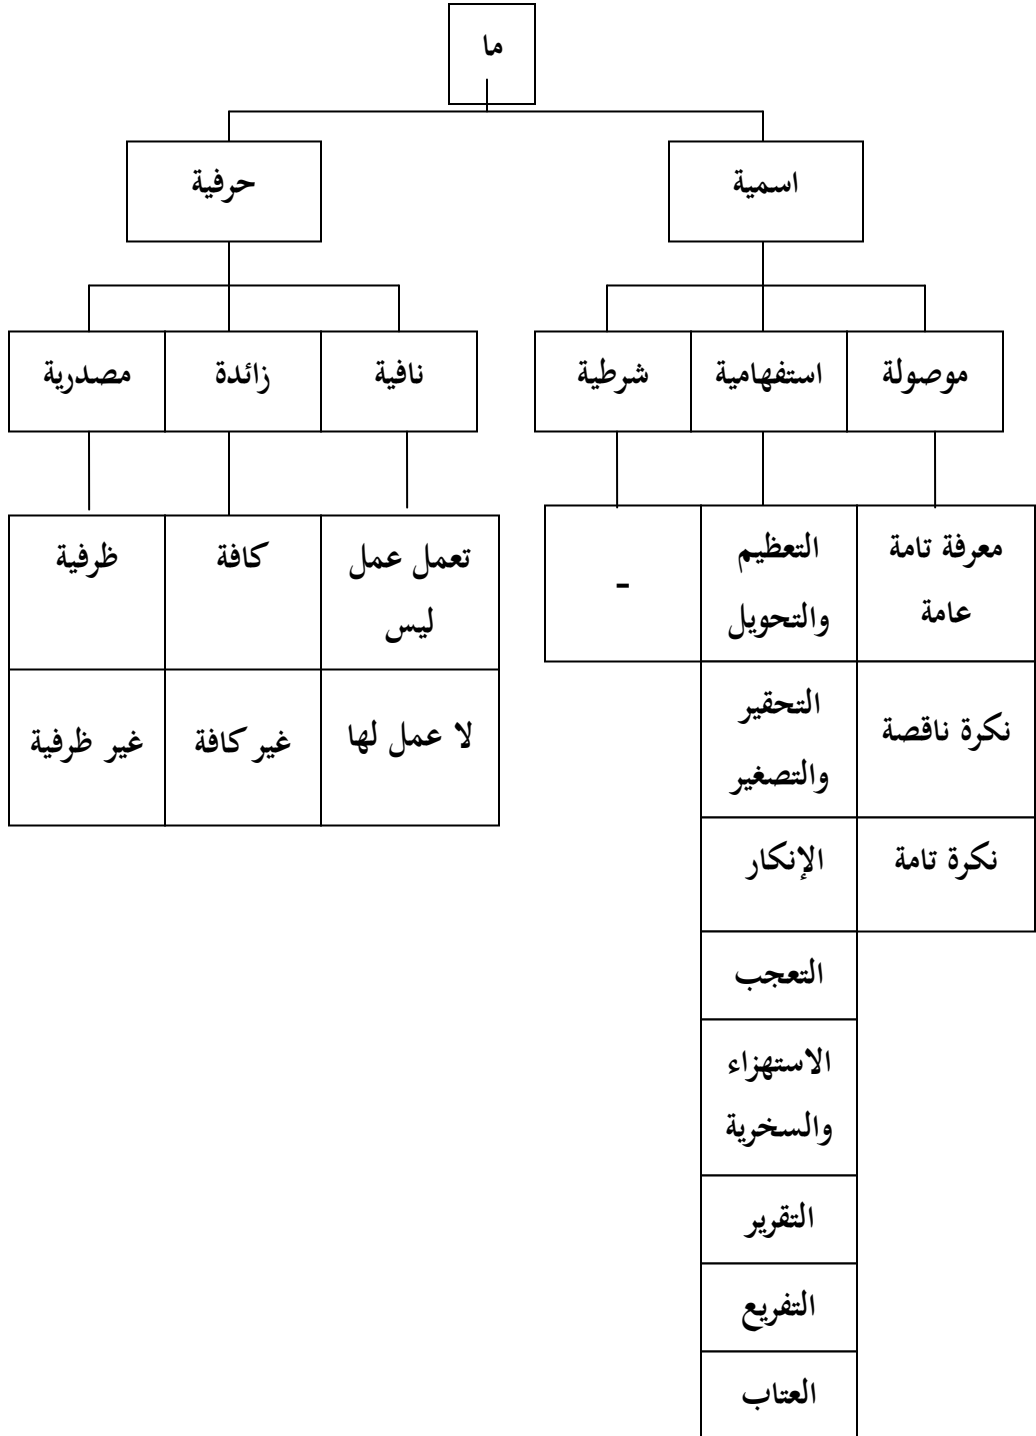 ما
اسمية
حرفية
موصولة
استفهامية
شرطية
نافية
زائدة
مصدرية
معرفة تامة
عامة
التعظيم
والتحويل
-
تعمل عمل
ليس
كافة
ظرفية
نكرة ناقصة
التحقير
والتصغير
لا عمل لها
غير كافة
غير ظرفية
نكرة تامة
الإنكار
التعجب
الاستهزاء
والسخرية
التقرير
التفريع
العتاب